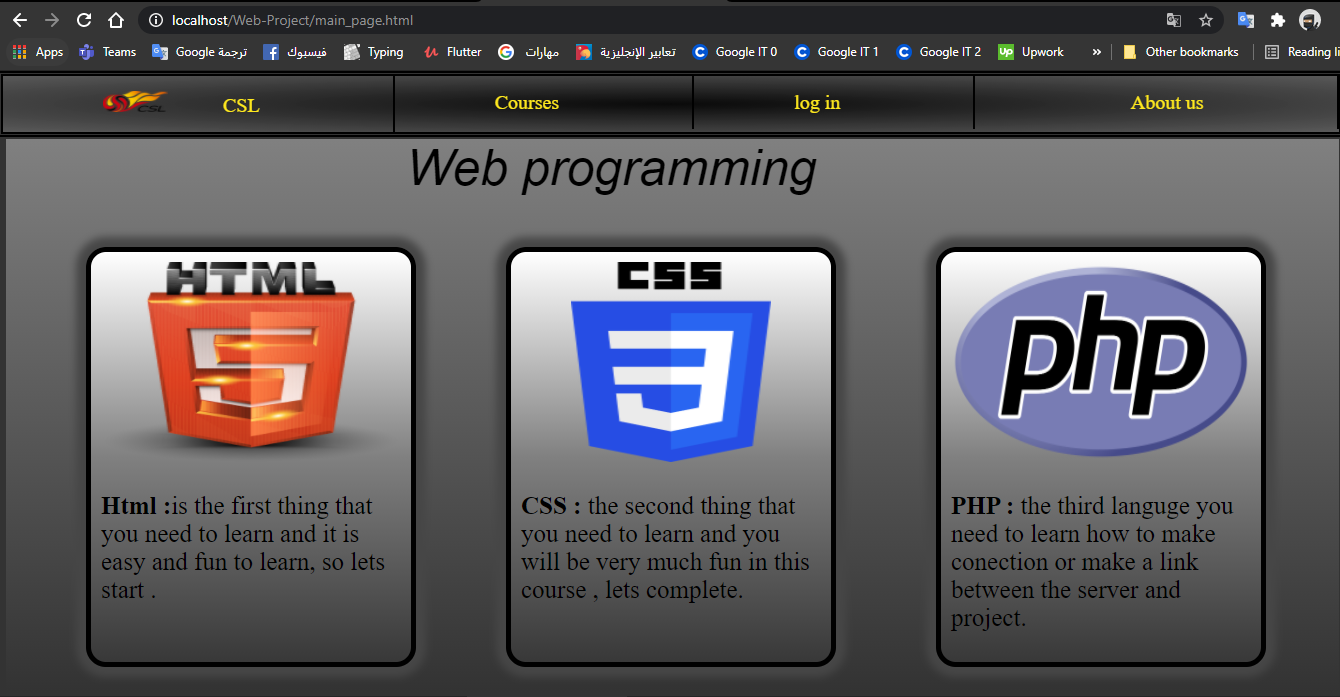 localhost/Web-Project/main_page.html
Apps Teams ترجمة Google فيسبوك Typing Flutter مهارات تعابير الإنجليزية Google IT 0 Google IT 1 Google IT 2 Upwork » Other bookmarks Reading li
CSL CSL Courses log in About us
Web programming
HTML
5
Html :is the first thing that
you need to learn and it is
easy and fun to learn, so lets
start .
CSS
3
CSS : the second thing that
you need to learn and you
will be very much fun in this
course , lets complete.
php
PHP : the third languge you
need to learn how to make
conection or make a link
between the server and
project.